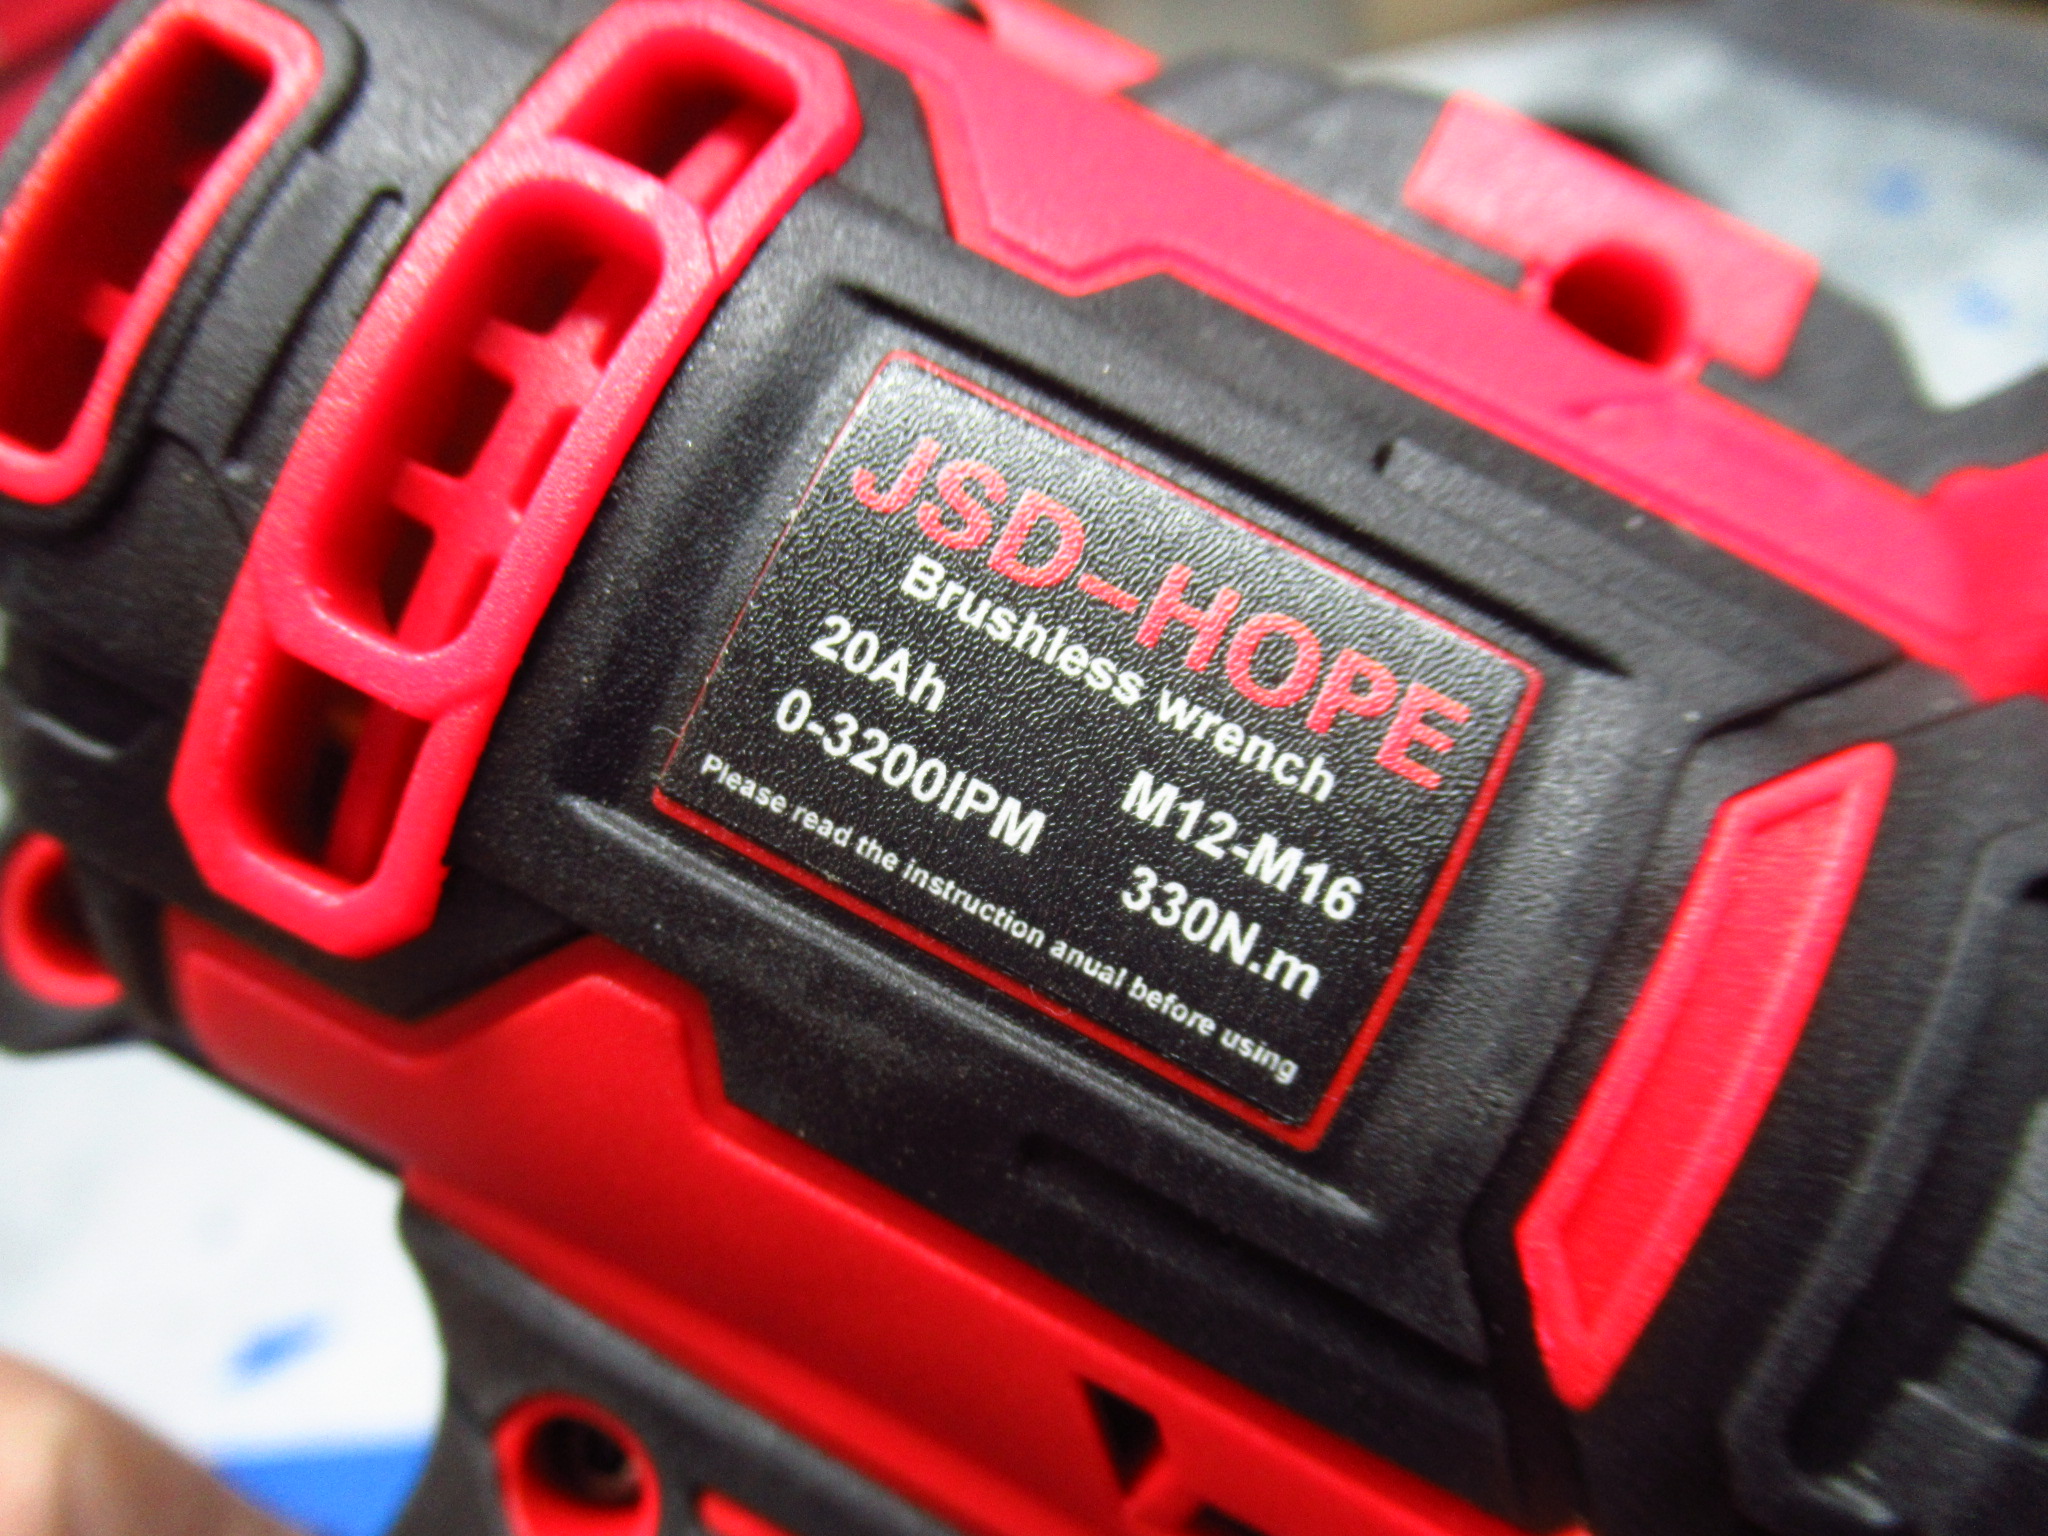 JSD-HOPE
Brushless wrench
20Ah M12-M16
0-3200IPM 330N.m
Please read the instruction anual before using